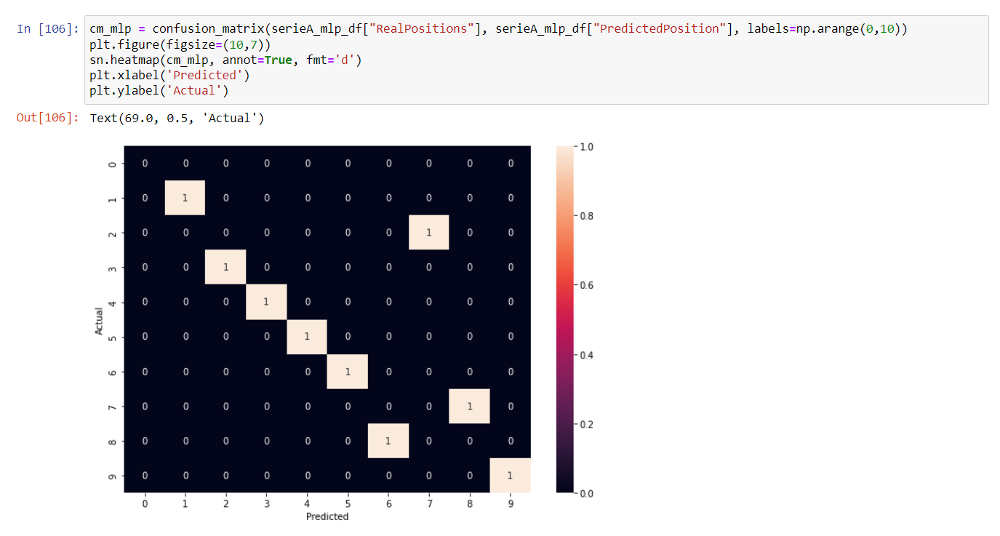 In [106]: cm_mlp = confusion_matrix(serieA_mlp_df["RealPositions"], serieA_mlp_df["PredictedPosition"], labels=np.arange(0,10))
plt.figure(figsize=(10,7))
sn.heatmap(cm_mlp, annot=True, fmt='d')
plt.xlabel('Predicted')
plt.ylabel('Actual')
Out[106]: Text(69.0, 0.5, 'Actual')
0 0 0 0 0 0 0 0 0 0 0
1 0 1 0 0 0 0 0 0 0 0
2 0 0 0 0 0 0 0 1 0 0
3 0 0 1 0 0 0 0 0 0 0
4 0 0 0 1 0 0 0 0 0 0
5 0 0 0 0 1 0 0 0 0 0
6 0 0 0 0 0 1 0 0 0 0
7 0 0 0 0 0 0 0 0 1 0
8 0 0 0 0 0 0 1 0 0 0
9 0 0 0 0 0 0 0 0 0 1
0 1 2 3 4 5 6 7 8 9
Predicted
Actual
1.0
0.8
0.6
0.4
0.2
0.0